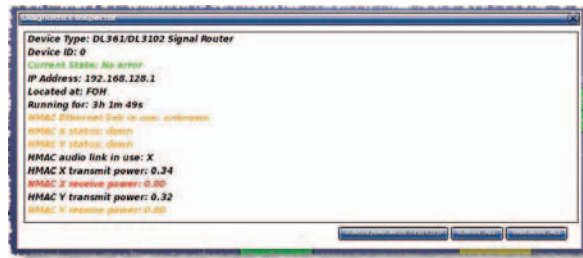 Diagnostics Inspector
Device Type: DL361/DL3102 Signal Router
Device ID: 0
Current State: No error
IP Address: 192.168.128.1
Located at: FOH
Running for: 3h 1m 49s
HMAC Ethernet link in use: unknown
HMAC X status: down
HMAC Y status: down
HMAC audio link in use: X
HMAC X transmit power: 0.34
HMAC X receive power: 0.00
HMAC Y transmit power: 0.32
HMAC Y receive power: 0.00